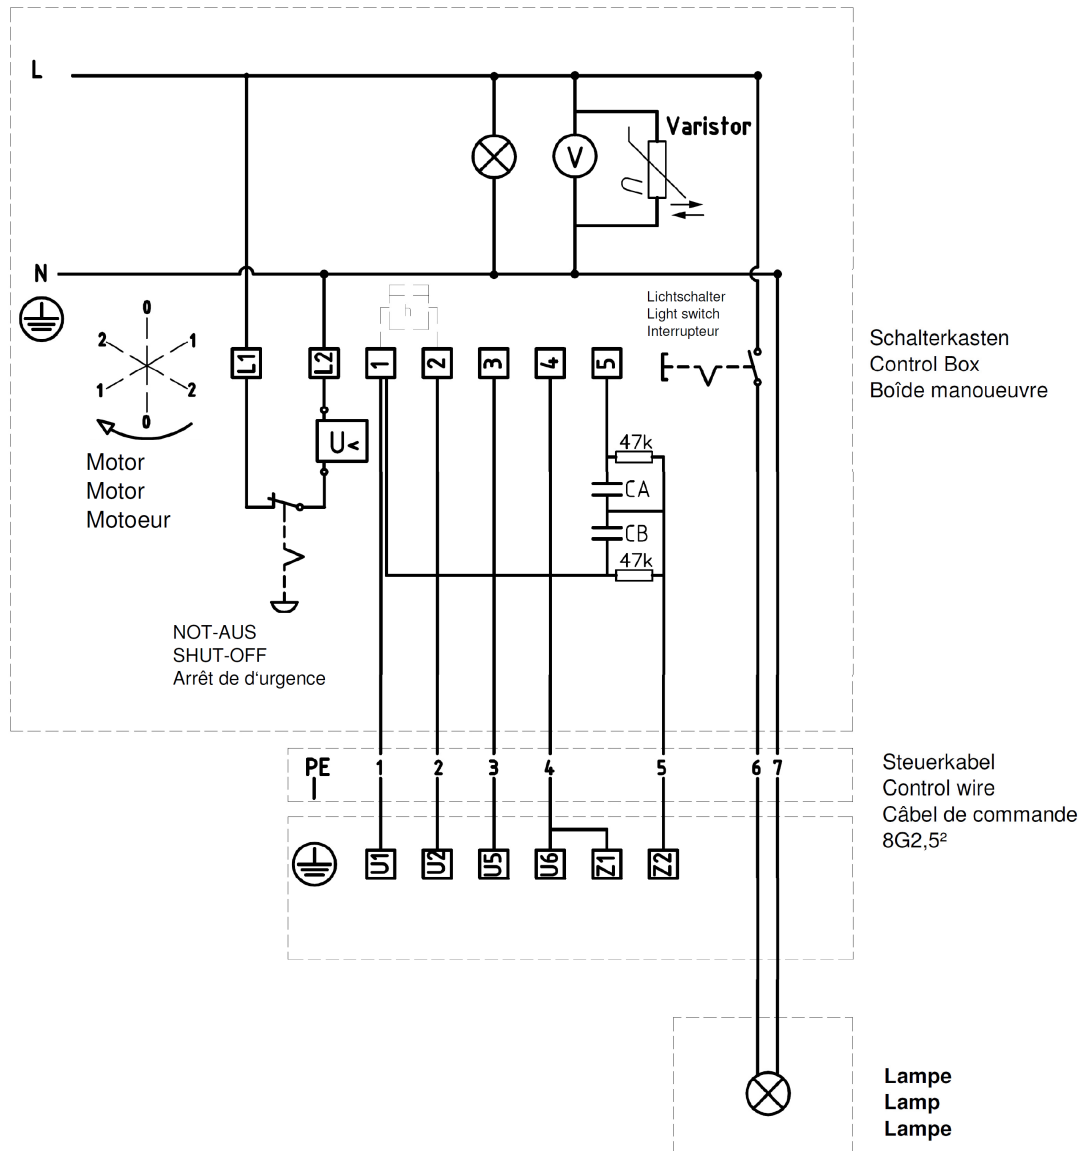 L
Varistor
V
N
Lichtschalter
Light switch
Interrupteur
0
2
1
1
2
0
L1
L2
1
2
3
4
5
h
Schalterkasten
Control Box
Boîde manoueuvre
U<
47k
CA
CB
47k
Motor
Motor
Motoeur
NOT-AUS
SHUT-OFF
Arrêt de d‘urgence
PE
1
2
3
4
5
6
7
Steuerkabel
Control wire
Câbel de commande
8G2,5²
U1
U2
U5
U6
Z1
Z2
Lampe
Lamp
Lampe